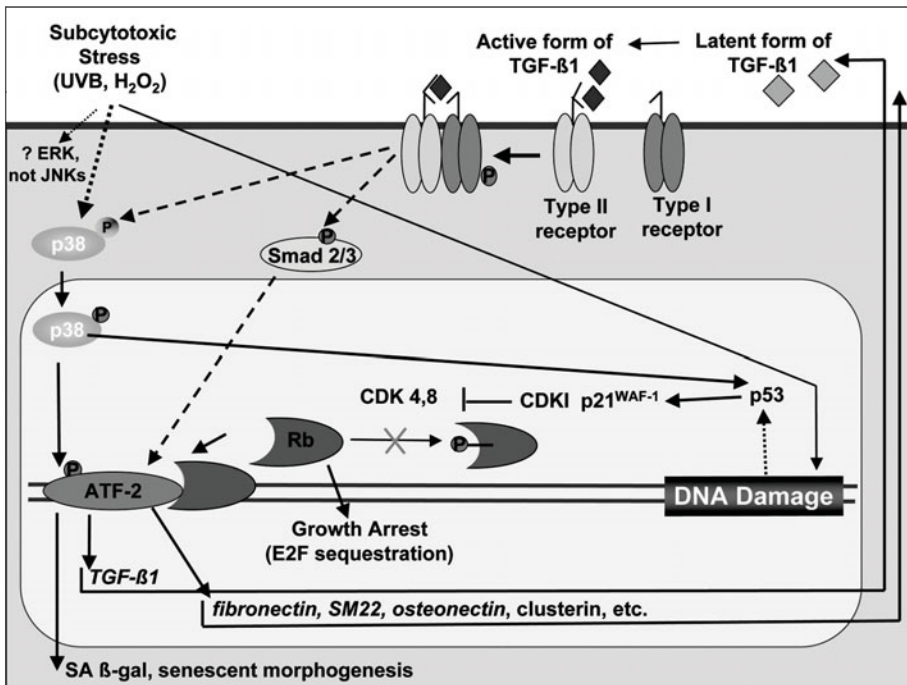 Subcytotoxic
Stress
(UVB, H₂O₂)
Active form of
TGF-ß1
Latent form of
TGF-ß1
? ERK,
not JNKs
P
p38
P
Type II
receptor
Type I
receptor
P
Smad 2/3
P
p38
CDK 4,8
CDKI p21WAF-1
p53
Rb
P
P
ATF-2
DNA Damage
Growth Arrest
(E2F sequestration)
TGF-ß1
fibronectin, SM22, osteonectin, clusterin, etc.
SA ß-gal, senescent morphogenesis